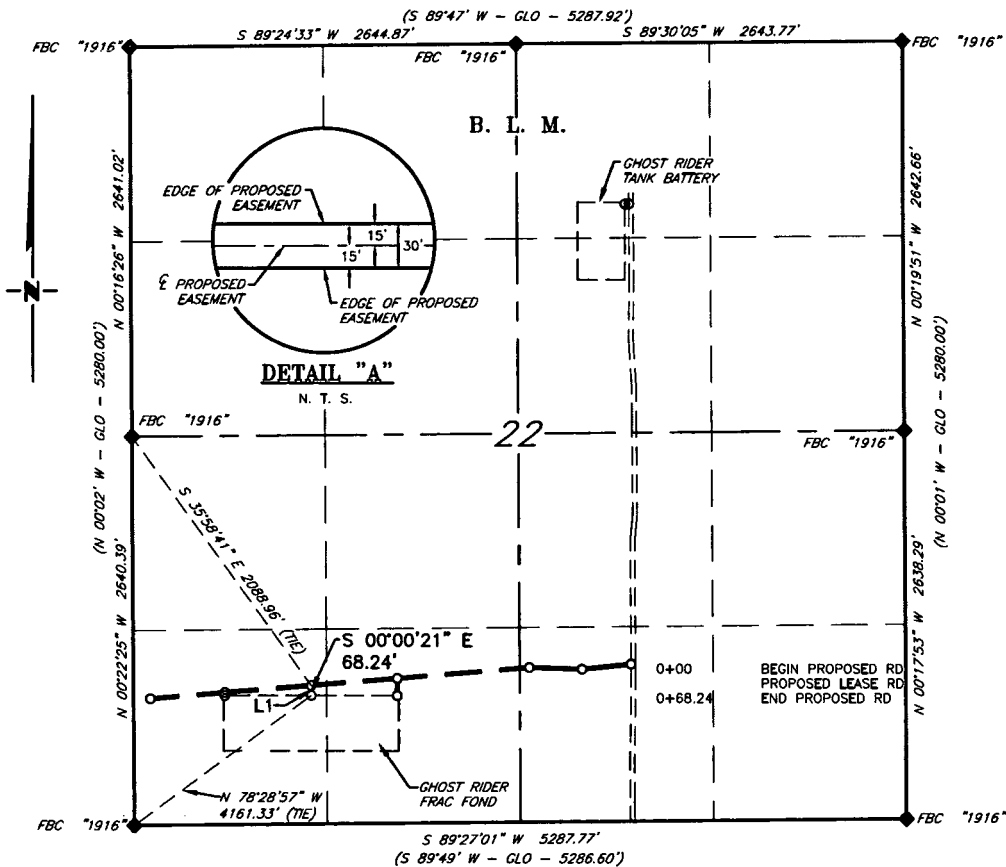 (S 89°47' W - GLO - 5287.92')
S 89°24'33" W 2644.87'
S 89°30'05" W 2643.77'
FBC "1916"
FBC "1916"
FBC "1916"
B. L. M.
GHOST RIDER
TANK BATTERY
EDGE OF PROPOSED
EASEMENT
15'
15'
30'
℄ PROPOSED
EASEMENT
EDGE OF PROPOSED
EASEMENT
DETAIL "A"
N. T. S.
N
N 00°16'26" W 2641.02'
(N 00°02' W - GLO - 5280.00')
N 00°22'25" W 2640.39'
N 00°19'51" W 2642.66'
(N 00°01' W - GLO - 5280.00')
N 00°17'53" W 2638.29'
FBC "1916"
22
FBC "1916"
S 35°58'41" E 2088.96' (TIE)
S 00°00'21" E
68.24'
L1
0+00 BEGIN PROPOSED RD
PROPOSED LEASE RD
0+68.24 END PROPOSED RD
N 78°28'57" W
4161.33' (TIE)
GHOST RIDER
FRAC FOND
FBC "1916"
FBC "1916"
S 89°27'01" W 5287.77'
(S 89°49' W - GLO - 5286.60')